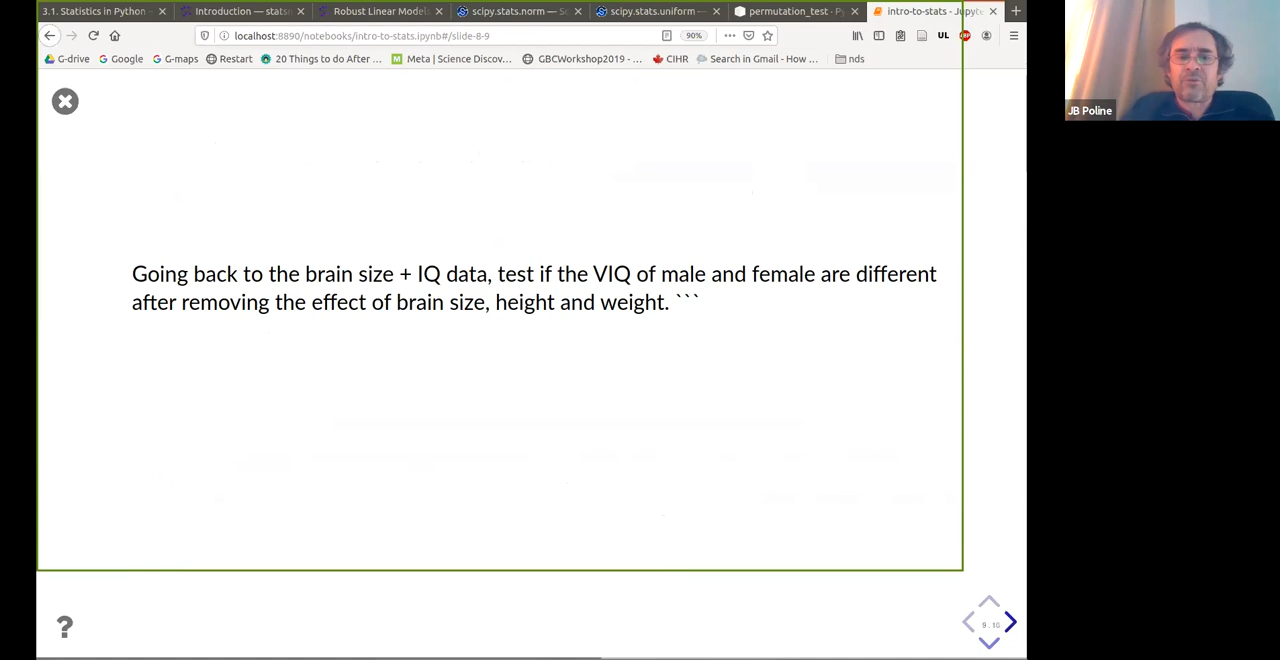 3.1. Statistics in Python
Introduction — stats
Robust Linear Models
scipy.stats.norm — Sc
scipy.stats.uniform —
permutation_test - P
intro-to-stats - Jupyte
localhost:8890/notebooks/intro-to-stats.ipynb#/slide-8-9
90%
UL
G-drive
Google
G-maps
Restart
20 Things to do After ...
M Meta | Science Discov...
GBCWorkshop2019 - ...
CIHR
Search in Gmail - How ...
nds
JB Poline
Going back to the brain size + IQ data, test if the VIQ of male and female are different
after removing the effect of brain size, height and weight. ```
?
9.10